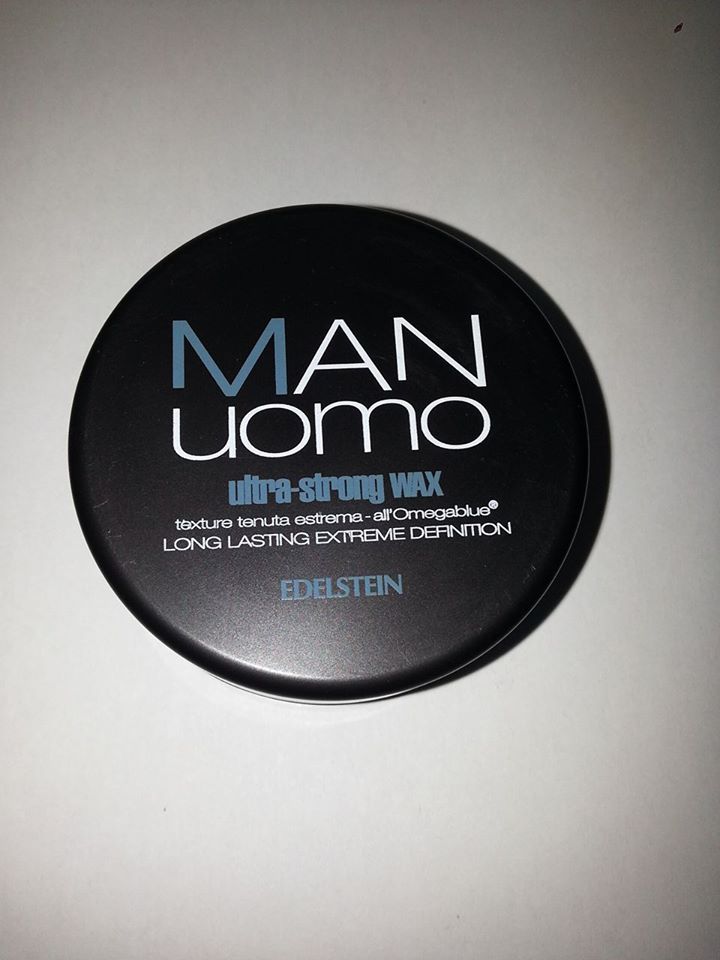 MAN
uomo
ultra-strong WAX
texture tenuta estrema - all'Omegablue®
LONG LASTING EXTREME DEFINITION
EDELSTEIN